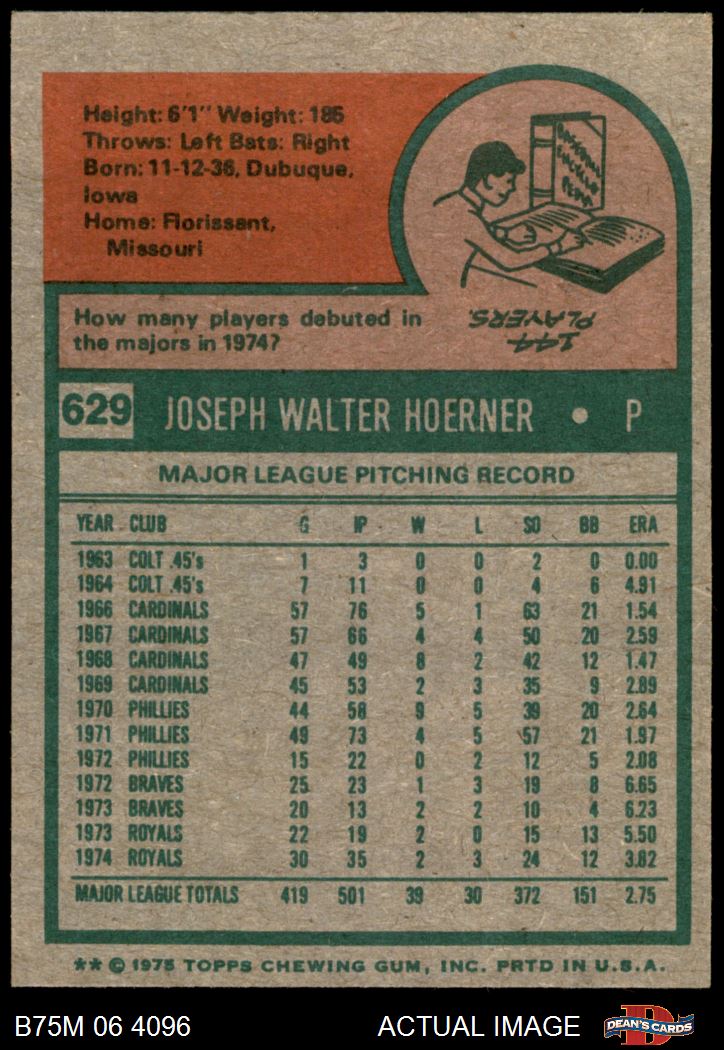 Height: 6'1" Weight: 185
Throws: Left Bats: Right
Born: 11-12-36, Dubuque,
Iowa
Home: Florissant,
Missouri
How many players debuted in
the majors in 1974?
144
PLAYERS.
629 JOSEPH WALTER HOERNER • P
MAJOR LEAGUE PITCHING RECORD
YEAR CLUB G IP W L SO BB ERA
1963 COLT .45's 1 3 0 0 2 0 0.00
1964 COLT .45's 7 11 0 0 4 6 4.91
1966 CARDINALS 57 76 5 1 63 21 1.54
1967 CARDINALS 57 66 4 4 50 20 2.59
1968 CARDINALS 47 49 8 2 42 12 1.47
1969 CARDINALS 45 53 2 3 35 9 2.89
1970 PHILLIES 44 58 9 5 39 20 2.64
1971 PHILLIES 49 73 4 5 57 21 1.97
1972 PHILLIES 15 22 0 2 12 5 2.08
1972 BRAVES 25 23 1 3 19 8 6.65
1973 BRAVES 20 13 2 2 10 4 6.23
1973 ROYALS 22 19 2 0 15 13 5.50
1974 ROYALS 30 35 2 3 24 12 3.82
MAJOR LEAGUE TOTALS 419 501 39 30 372 151 2.75
** © 1975 TOPPS CHEWING GUM, INC. PRTD IN U.S.A.
B75M 06 4096 ACTUAL IMAGE
DEAN'S CARDS